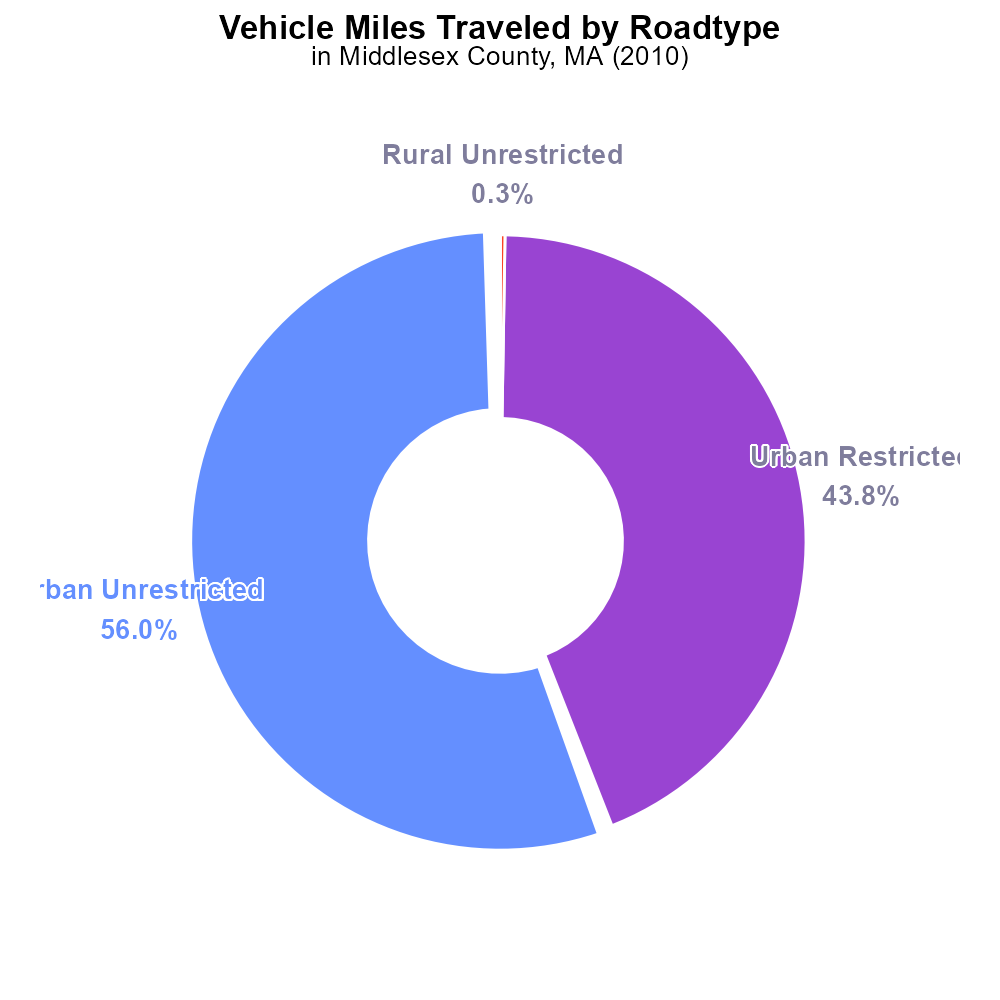 Vehicle Miles Traveled by Roadtype
in Middlesex County, MA (2010)
Rural Unrestricted
0.3%
Urban Restricted
43.8%
rban Unrestricted
56.0%